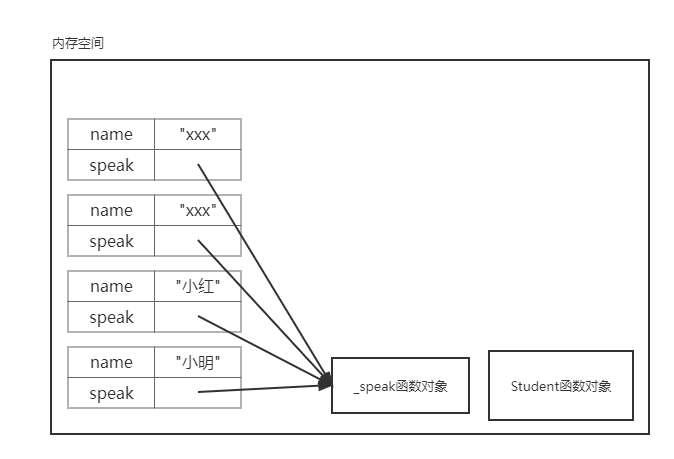 内存空间
name "xxx"
speak
name "xxx"
speak
name "小红"
speak
name "小明"
speak
_speak函数对象
Student函数对象